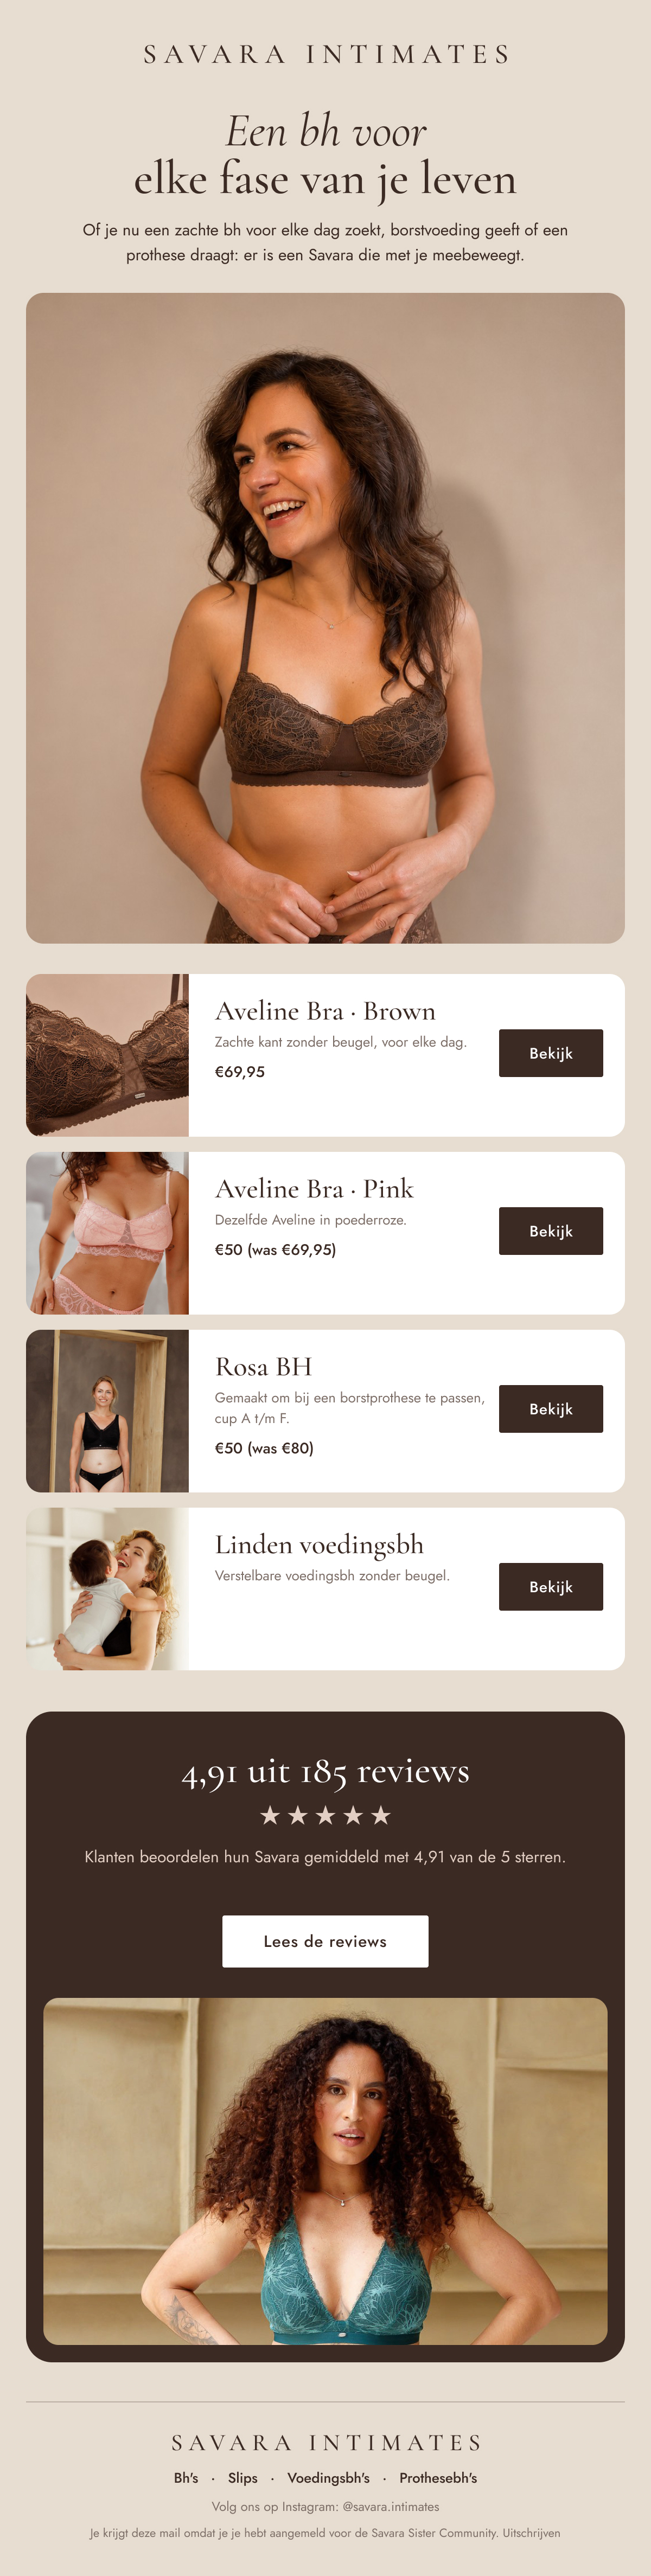 SAVARA INTIMATES
Een bh voor
elke fase van je leven
Of je nu een zachte bh voor elke dag zoekt, borstvoeding geeft of een
prothese draagt: er is een Savara die met je meebeweegt.
Aveline Bra · Brown
Zachte kant zonder beugel, voor elke dag.
€69,95
Bekijk
Aveline Bra · Pink
Dezelfde Aveline in poederroze.
€50 (was €69,95)
Bekijk
Rosa BH
Gemaakt om bij een borstprothese te passen,
cup A t/m F.
€50 (was €80)
Bekijk
Linden voedingsbh
Verstelbare voedingsbh zonder beugel.
Bekijk
4,91 uit 185 reviews
★★★★★
Klanten beoordelen hun Savara gemiddeld met 4,91 van de 5 sterren.
Lees de reviews
SAVARA INTIMATES
Bh's · Slips · Voedingsbh's · Prothesebh's
Volg ons op Instagram: @savara.intimates
Je krijgt deze mail omdat je je hebt aangemeld voor de Savara Sister Community. Uitschrijven